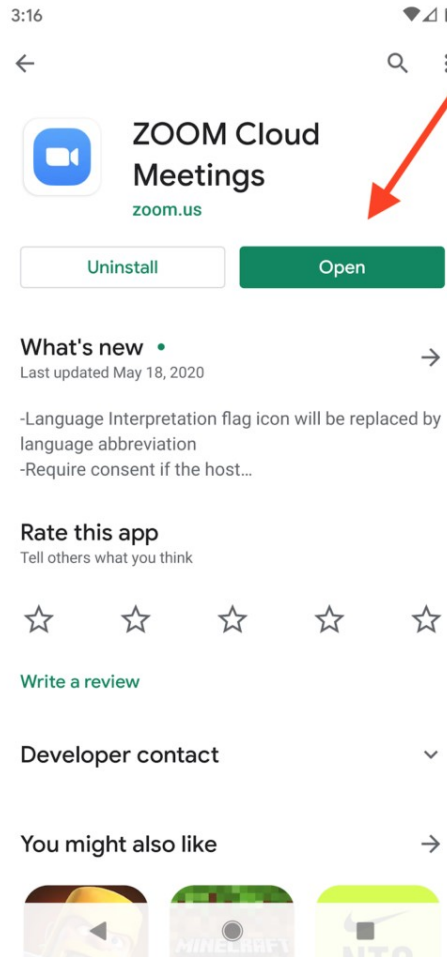 3:16
ZOOM Cloud
Meetings
zoom.us
Uninstall
Open
What's new
Last updated May 18, 2020
-Language Interpretation flag icon will be replaced by
language abbreviation
-Require consent if the host...
Rate this app
Tell others what you think
Write a review
Developer contact
You might also like
MINECRAFT
NTC